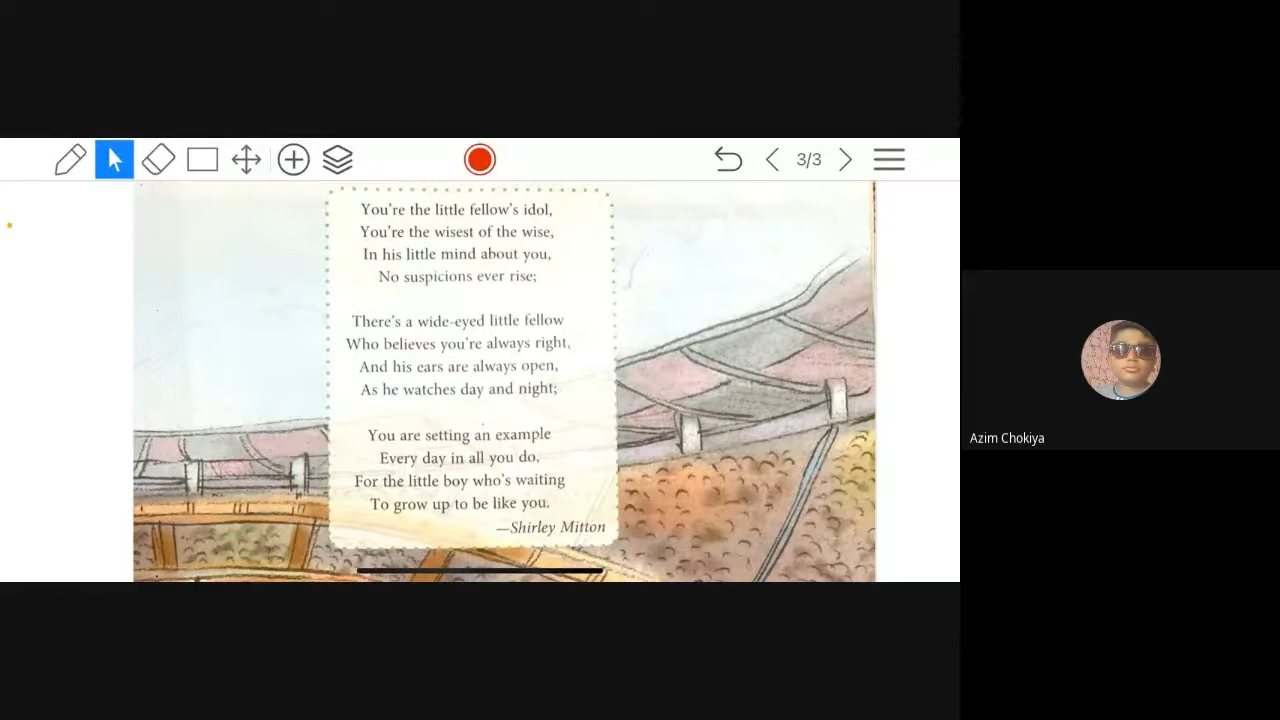 3/3
You're the little fellow's idol,
You're the wisest of the wise,
In his little mind about you,
No suspicions ever rise;
There's a wide-eyed little fellow
Who believes you're always right,
And his ears are always open,
As he watches day and night;
You are setting an example
Every day in all you do,
For the little boy who's waiting
To grow up to be like you.
—Shirley Mitton
Azim Chokiya